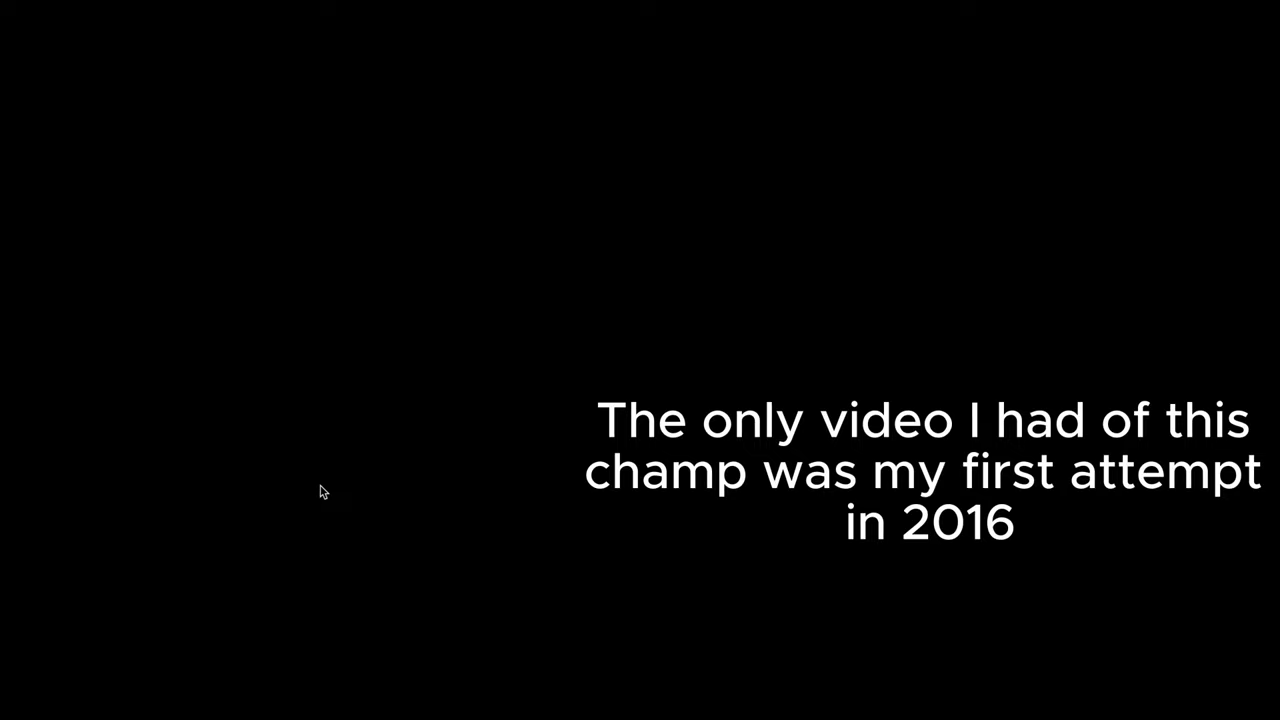 The only video I had of this
champ was my first attempt
in 2016